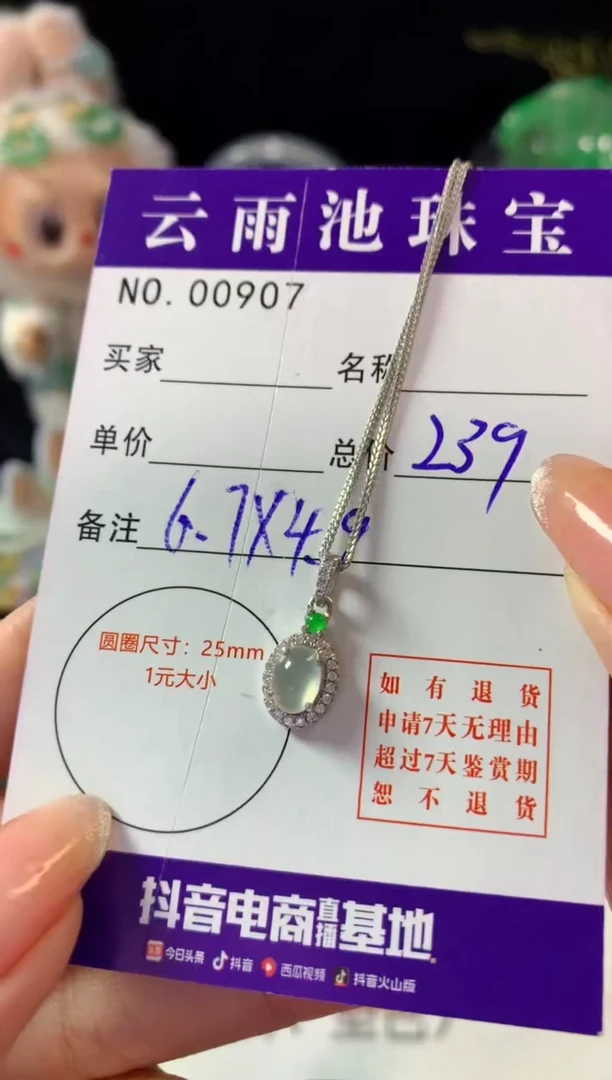 云雨池珠宝
NO. 00907
买家
名称
单价
总价 239
备注 6.7X4.9
圆圈尺寸：25mm
1元大小
如有退货
申请7天无理由
超过7天鉴赏期
恕不退货
抖音电商直播基地
今日头条 抖音 西瓜视频 抖音火山版